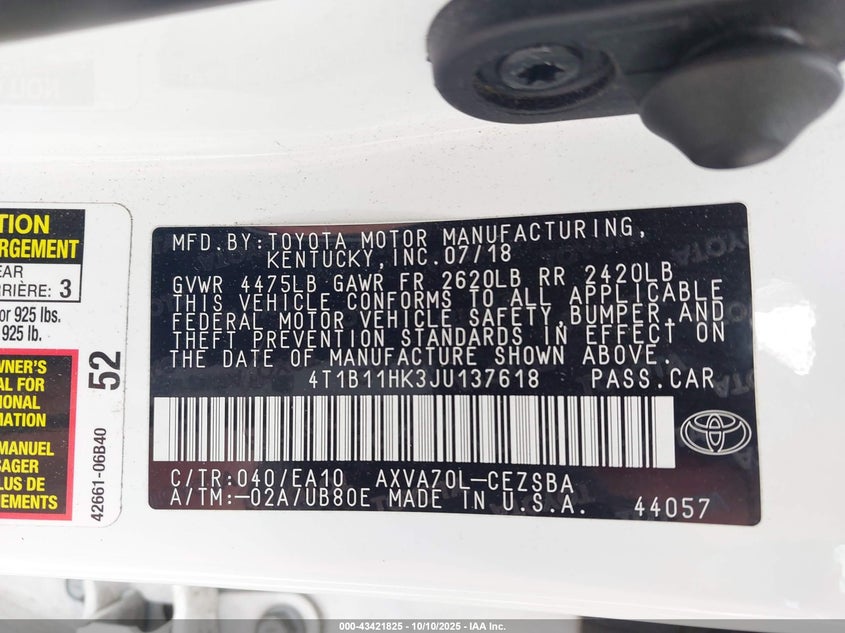 TION
RGEMENT
EAR
RRIÈRE: 3
or 925 lbs.
925 lb.
WNER'S
AL FOR
IONAL
MATION
MANUEL
SAGER
LUS DE
EMENTS
52
42661-06B40
MFD.BY:TOYOTA MOTOR MANUFACTURING,
KENTUCKY, INC.07/18
GVWR 4475LB GAWR FR 2620LB RR 2420LB
THIS VEHICLE CONFORMS TO ALL APPLICABLE
FEDERAL MOTOR VEHICLE SAFETY,BUMPER,AND
THEFT PREVENTION STANDARDS IN EFFECT ON
THE DATE OF MANUFACTURE SHOWN ABOVE.
4T1B11HK3JU137618 PASS.CAR
C/TR:040/EA10 AXVA70L-CEZSBA
A/TM:-02A/UB80E MADE IN U.S.A. 44057
000-43421825 - 10/10/2025 - IAA Inc.